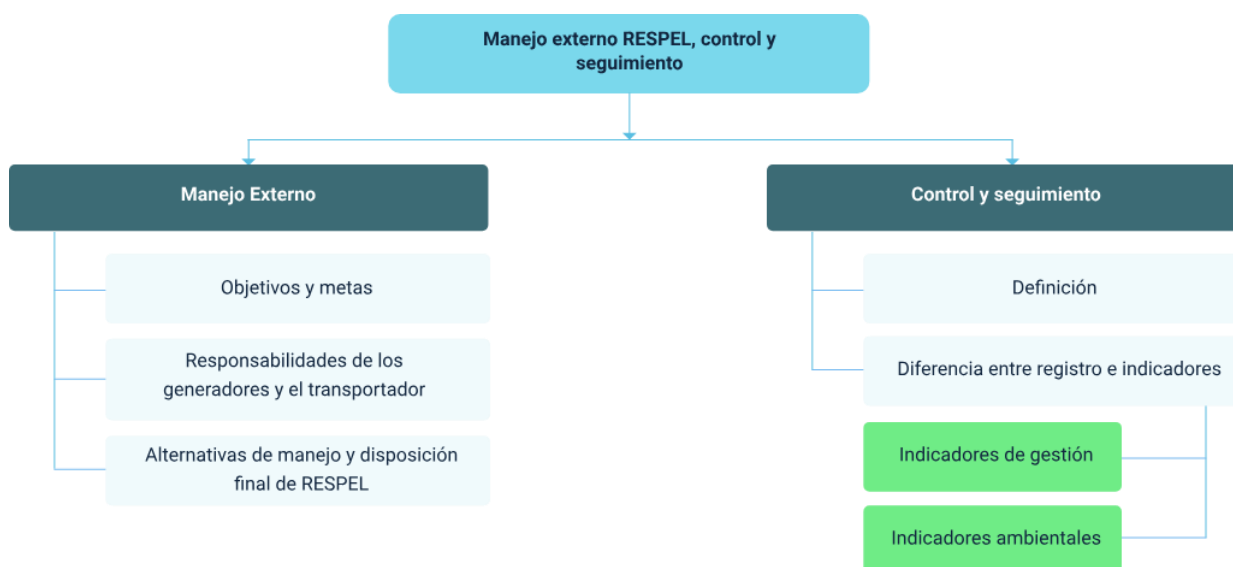 Manejo externo RESPEL, control y
seguimiento
Manejo Externo
Objetivos y metas
Responsabilidades de los
generadores y el transportador
Alternativas de manejo y disposición
final de RESPEL
Control y seguimiento
Definición
Diferencia entre registro e indicadores
Indicadores de gestión
Indicadores ambientales